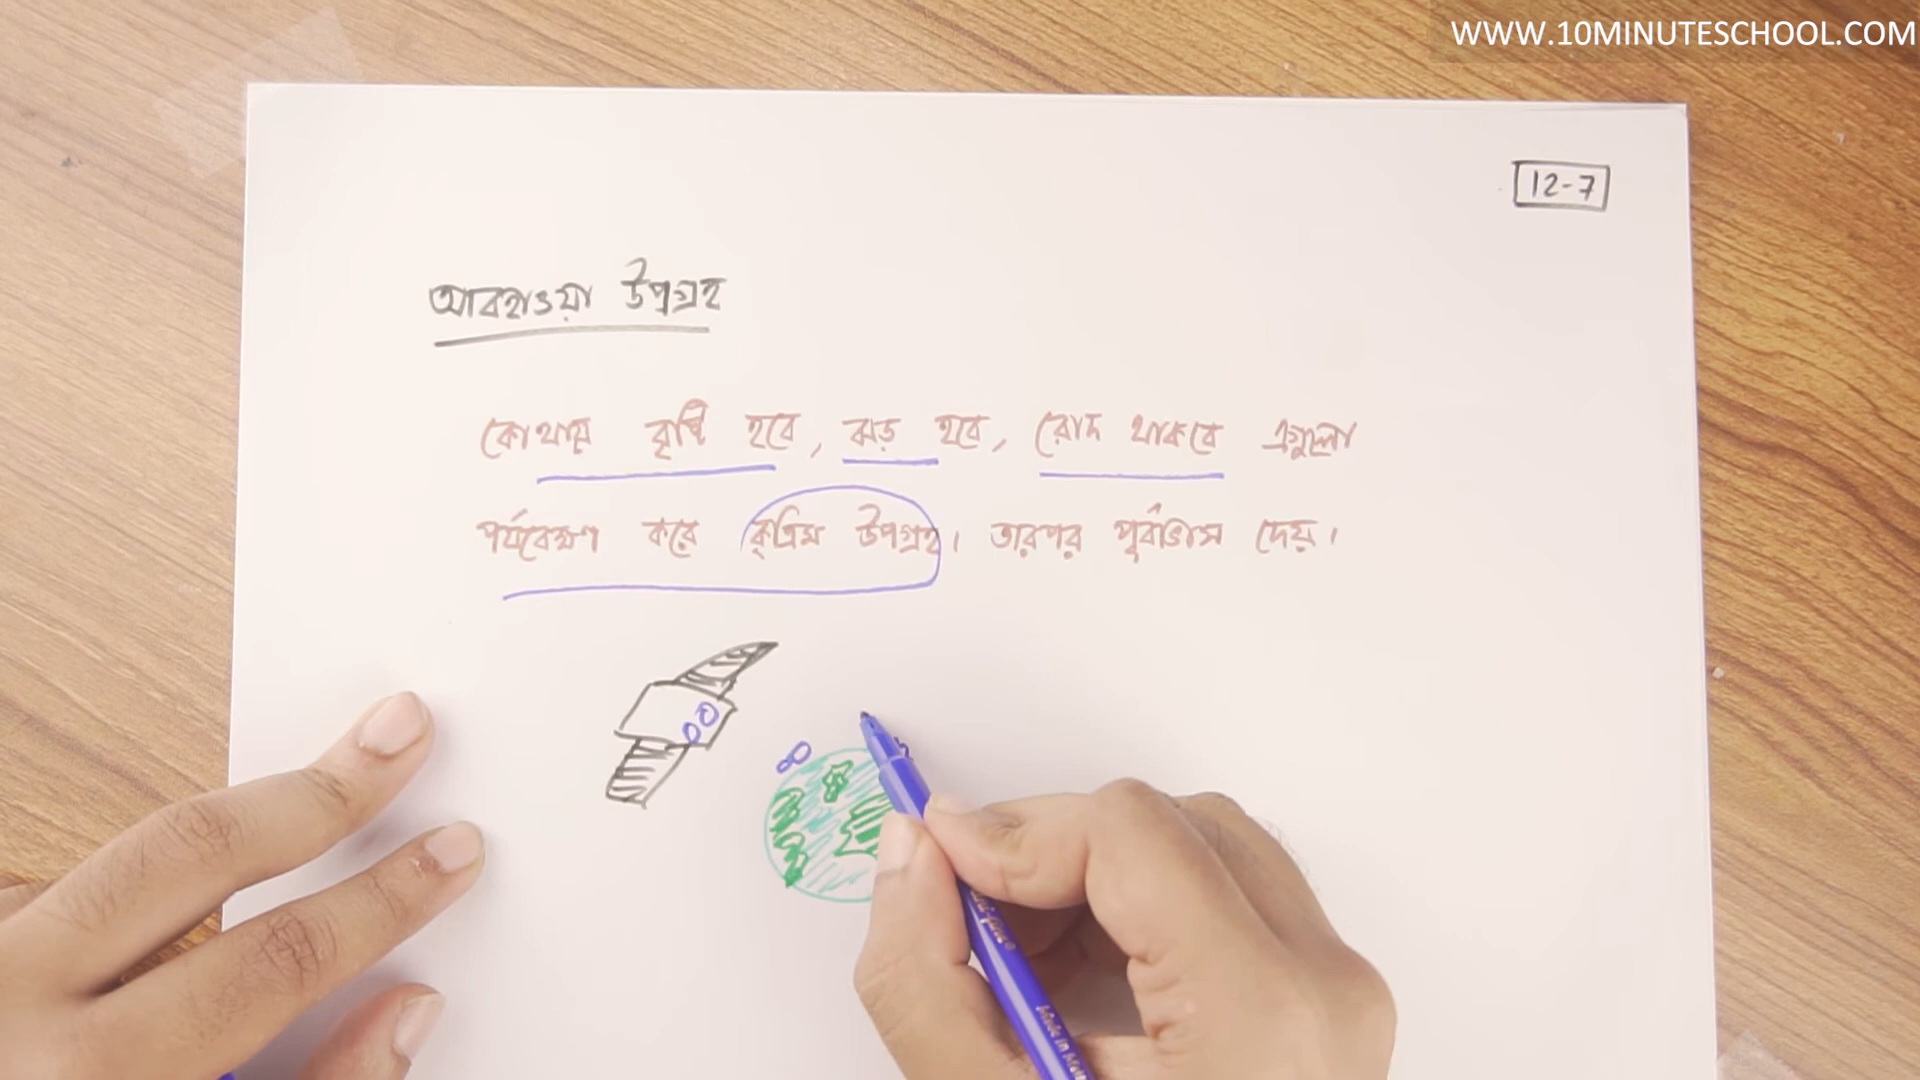 WWW.10MINUTESCHOOL.COM
12-7
আবহাওয়া উপগ্রহ
কোথায় বৃষ্টি হবে, ঝড় হবে, রোদ থাকবে এগুলো
পর্যবেক্ষণ করে কৃত্রিম উপগ্রহ। তারপর পূর্বাভাস দেয়।